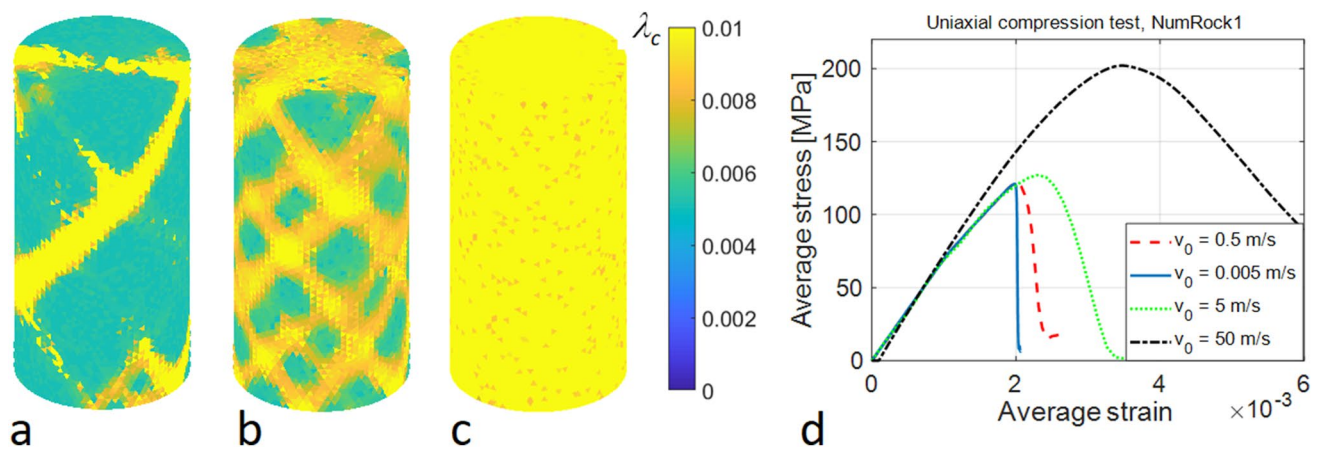 λc
0.01
0.008
0.006
0.004
0.002
0
a
b
c
d
Uniaxial compression test, NumRock1
Average stress [MPa]
200
150
100
50
0
0
2
4
6
×10⁻³
Average strain
v₀ = 0.5 m/s
v₀ = 0.005 m/s
v₀ = 5 m/s
v₀ = 50 m/s